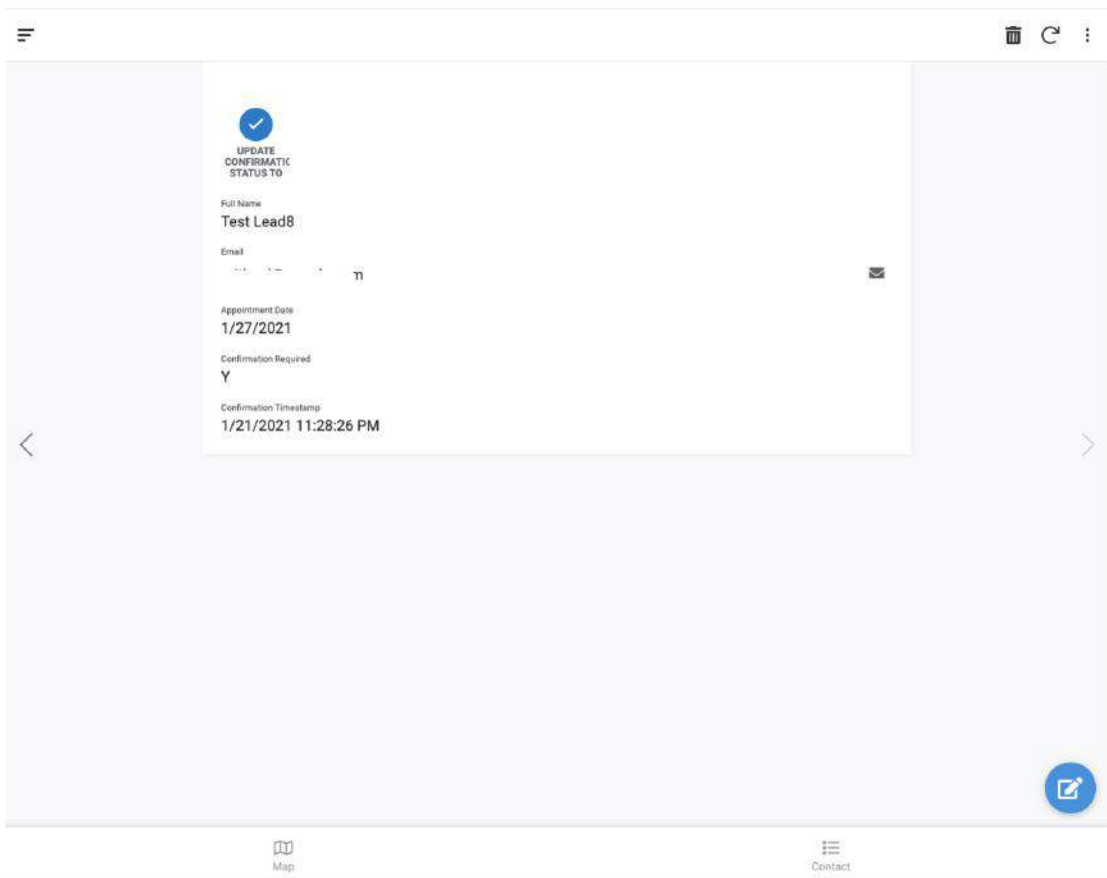 UPDATE
CONFIRMATIC
STATUS TO
Full Name
Test Lead8
Email
Appointment Date
1/27/2021
Confirmation Required
Y
Confirmation Timestamp
1/21/2021 11:28:26 PM
Map
Contact